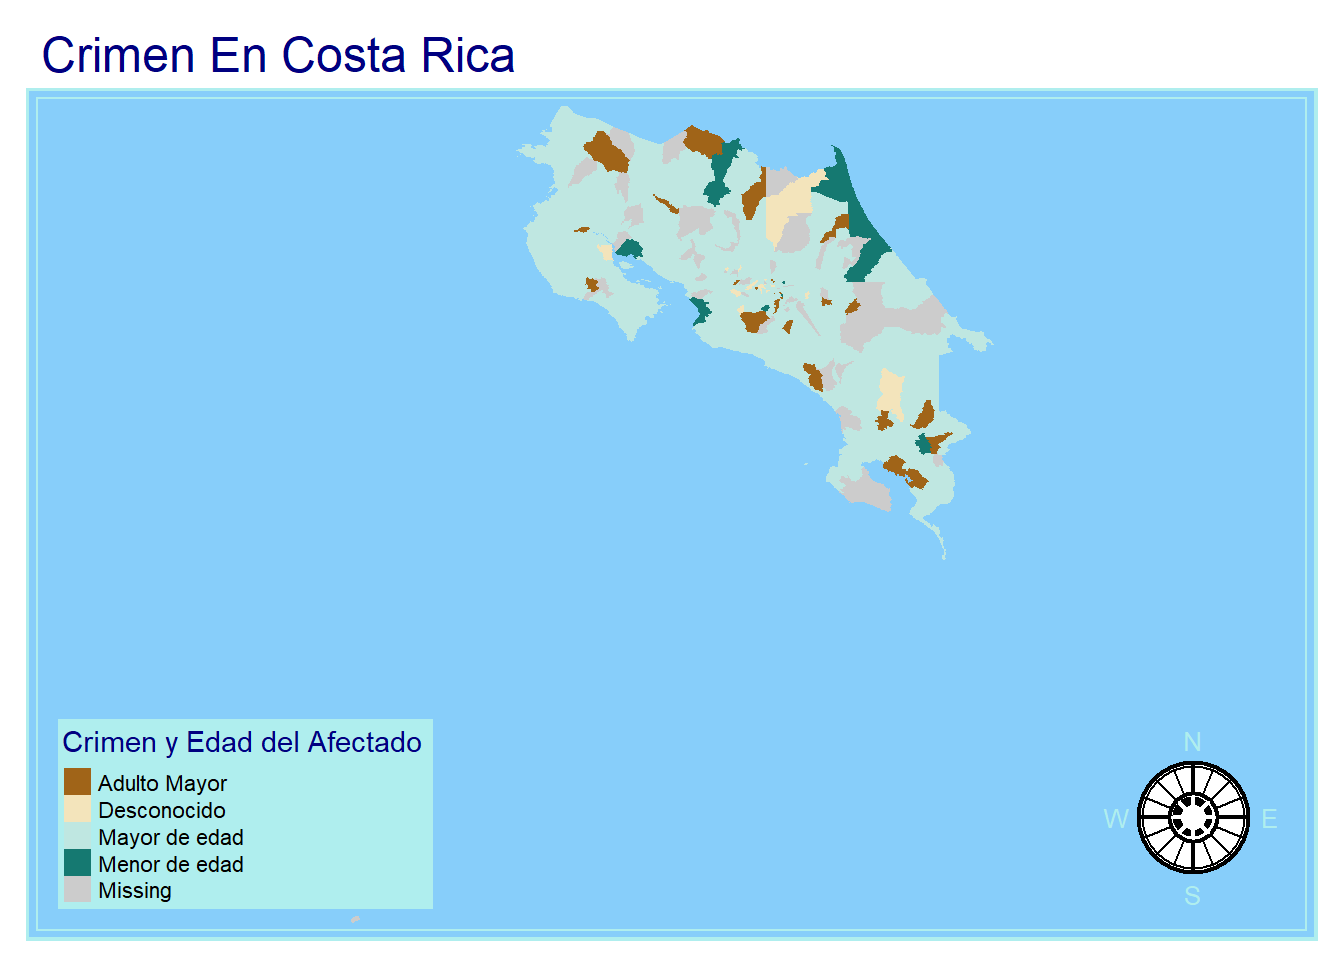 Crimen En Costa Rica
Crimen y Edad del Afectado
Adulto Mayor
Desconocido
Mayor de edad
Menor de edad
Missing
N
W
E
S